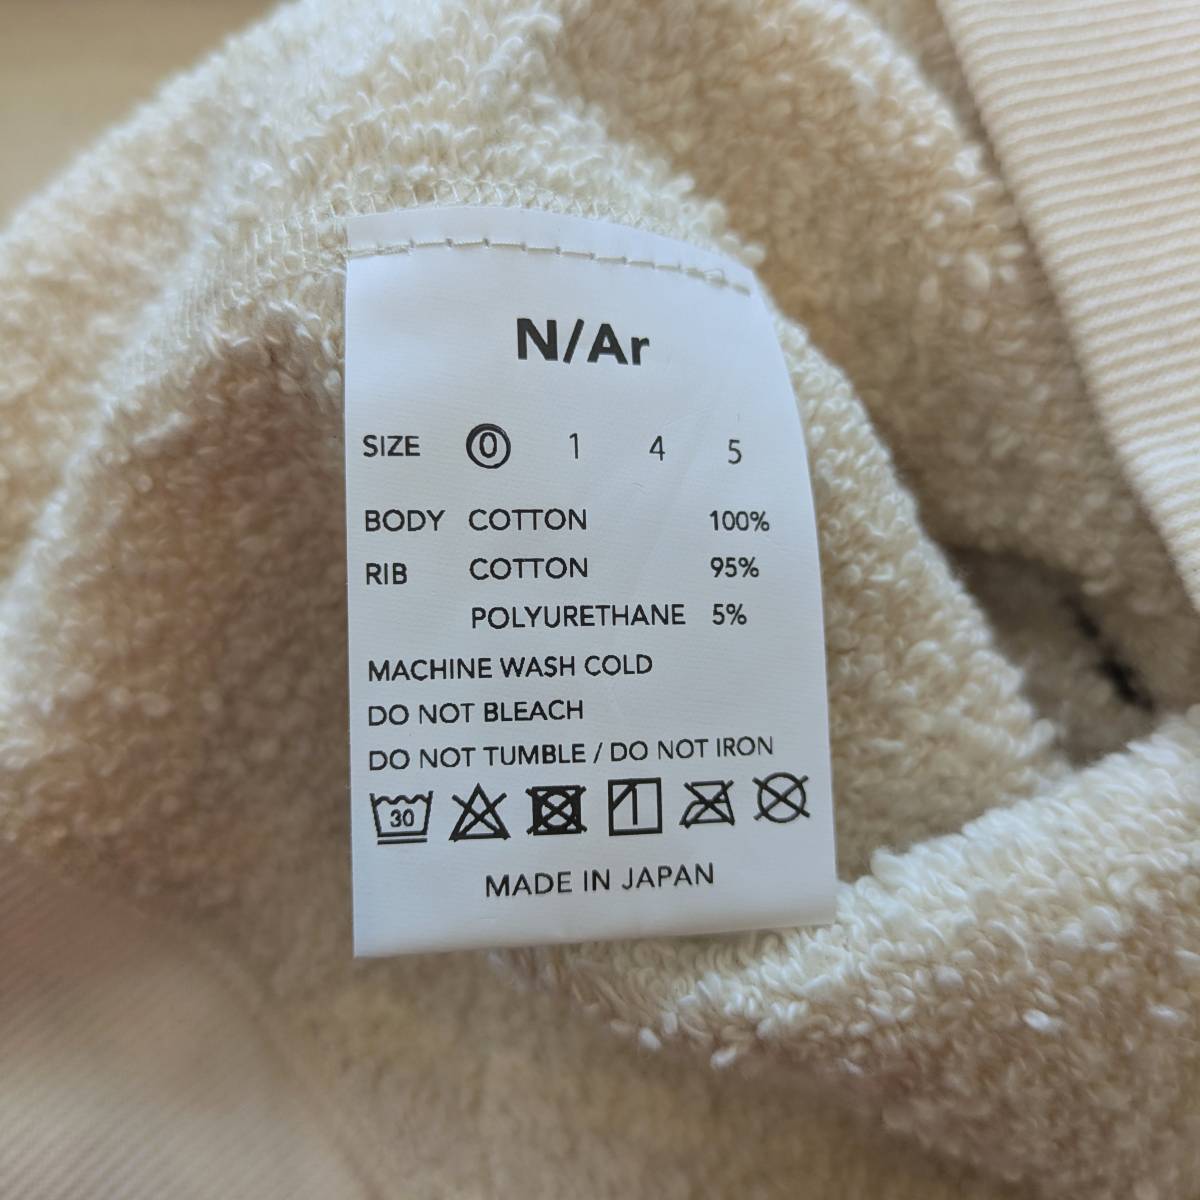 N/Ar
SIZE 0 1 4 5
BODY COTTON 100%
RIB COTTON 95%
POLYURETHANE 5%
MACHINE WASH COLD
DO NOT BLEACH
DO NOT TUMBLE / DO NOT IRON
30
MADE IN JAPAN